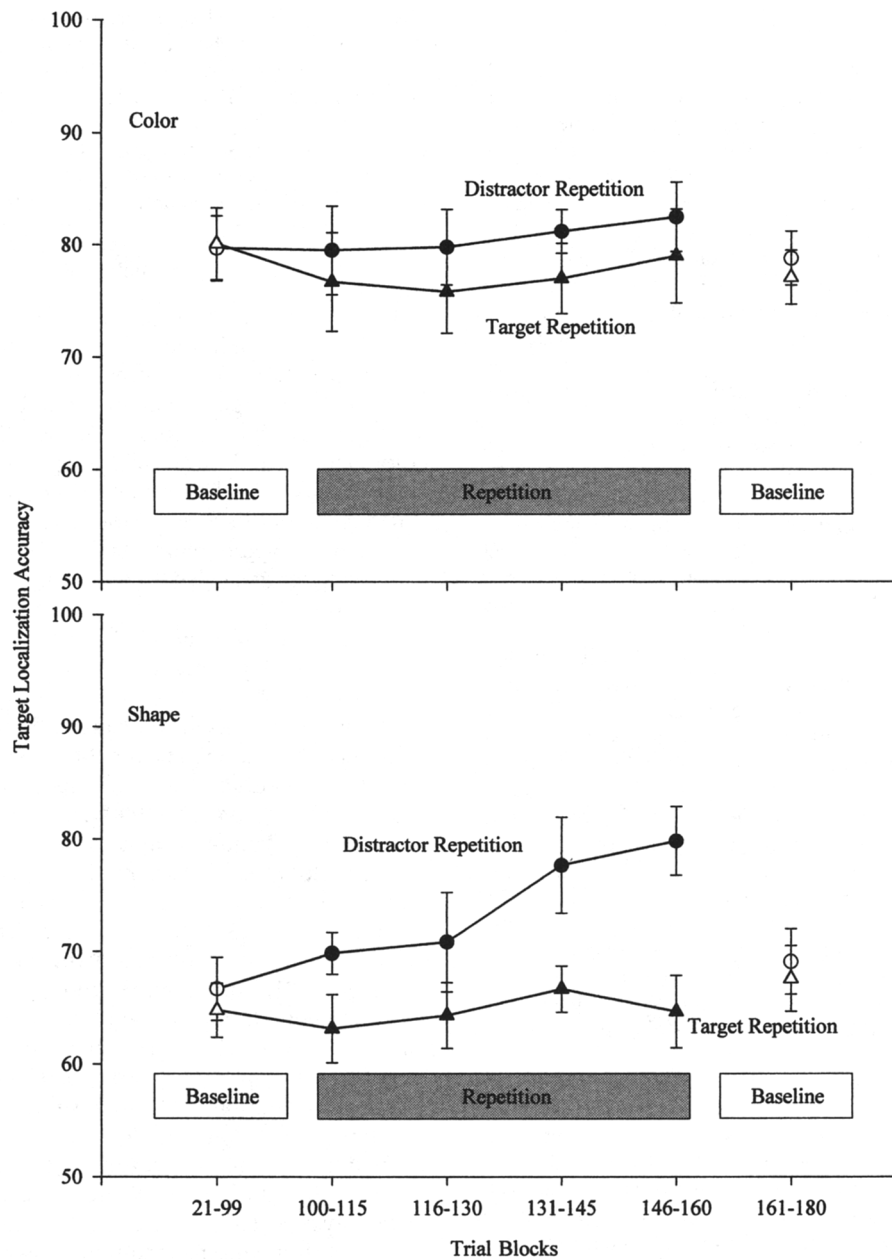 100
Color
90
Distractor Repetition
80
Target Repetition
70
60
Baseline Repetition Baseline
50
Target Localization Accuracy
100
Shape
90
80
Distractor Repetition
70
Target Repetition
60
Baseline Repetition Baseline
50
21-99 100-115 116-130 131-145 146-160 161-180
Trial Blocks